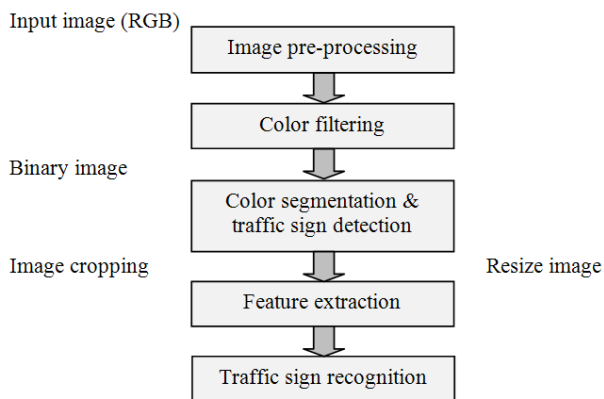 Input image (RGB)
Image pre-processing
Color filtering
Binary image
Color segmentation &
traffic sign detection
Image cropping
Resize image
Feature extraction
Traffic sign recognition